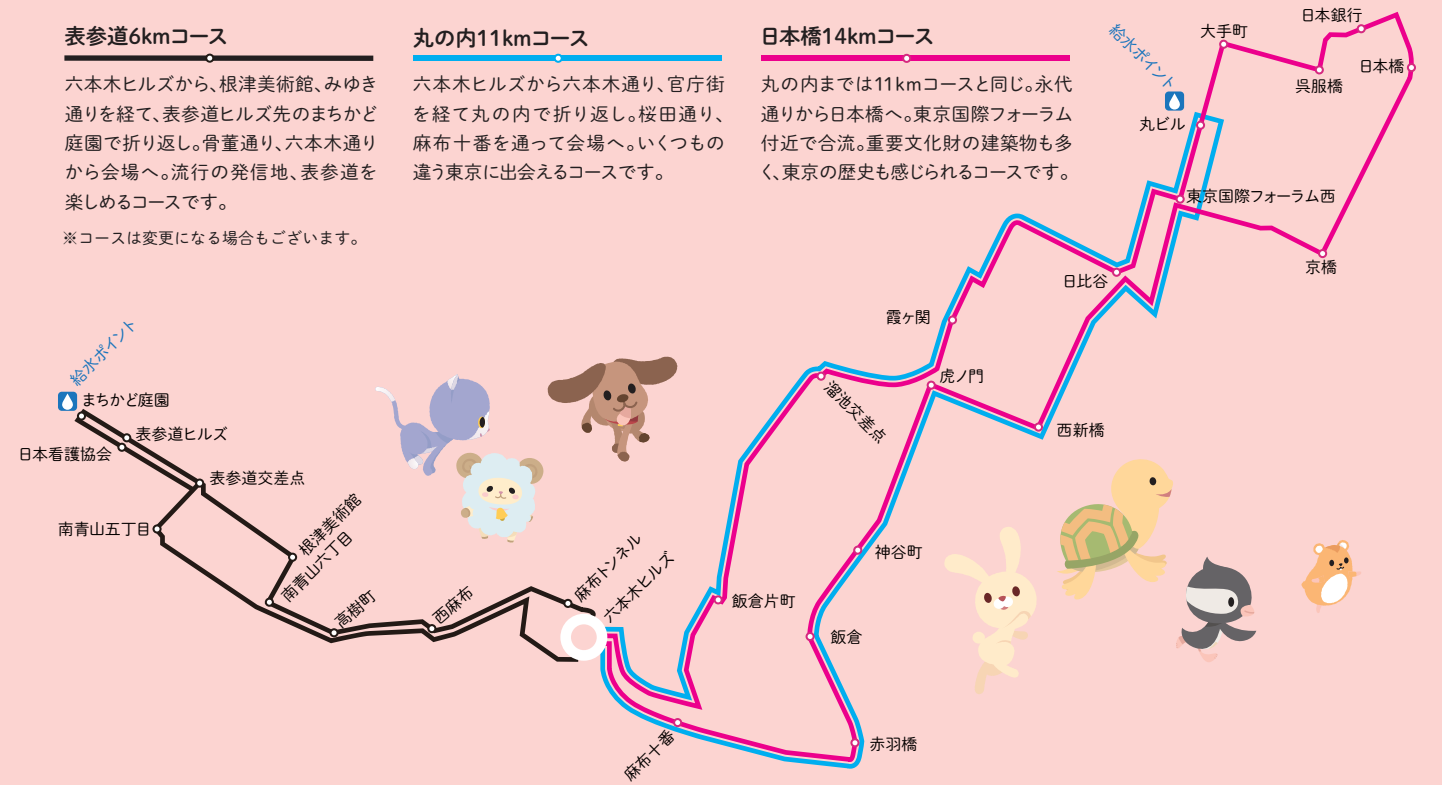 表参道6kmコース
六本木ヒルズから、根津美術館、みゆき
通りを経て、表参道ヒルズ先のまちかど
庭園で折り返し。骨董通り、六本木通り
から会場へ。流行の発信地、表参道を
楽しめるコースです。
※コースは変更になる場合もございます。
丸の内11kmコース
六本木ヒルズから六本木通り、官庁街
を経て丸の内で折り返し。桜田通り、
麻布十番を通って会場へ。いくつもの
違う東京に出会えるコースです。
日本橋14kmコース
丸の内までは11kmコースと同じ。永代
通りから日本橋へ。東京国際フォーラム
付近で合流。重要文化財の建築物も多
く、東京の歴史も感じられるコースです。
日本銀行
大手町
給水ポイント
日本橋
呉服橋
丸ビル
東京国際フォーラム西
京橋
日比谷
霞ヶ関
虎ノ門
溜池交差点
西新橋
給水ポイント
まちかど庭園
表参道ヒルズ
日本看護協会
表参道交差点
南青山五丁目
根津美術館
南青山六丁目
高樹町
西麻布
麻布トンネル
六本木ヒルズ
飯倉片町
神谷町
飯倉
赤羽橋
麻布十番